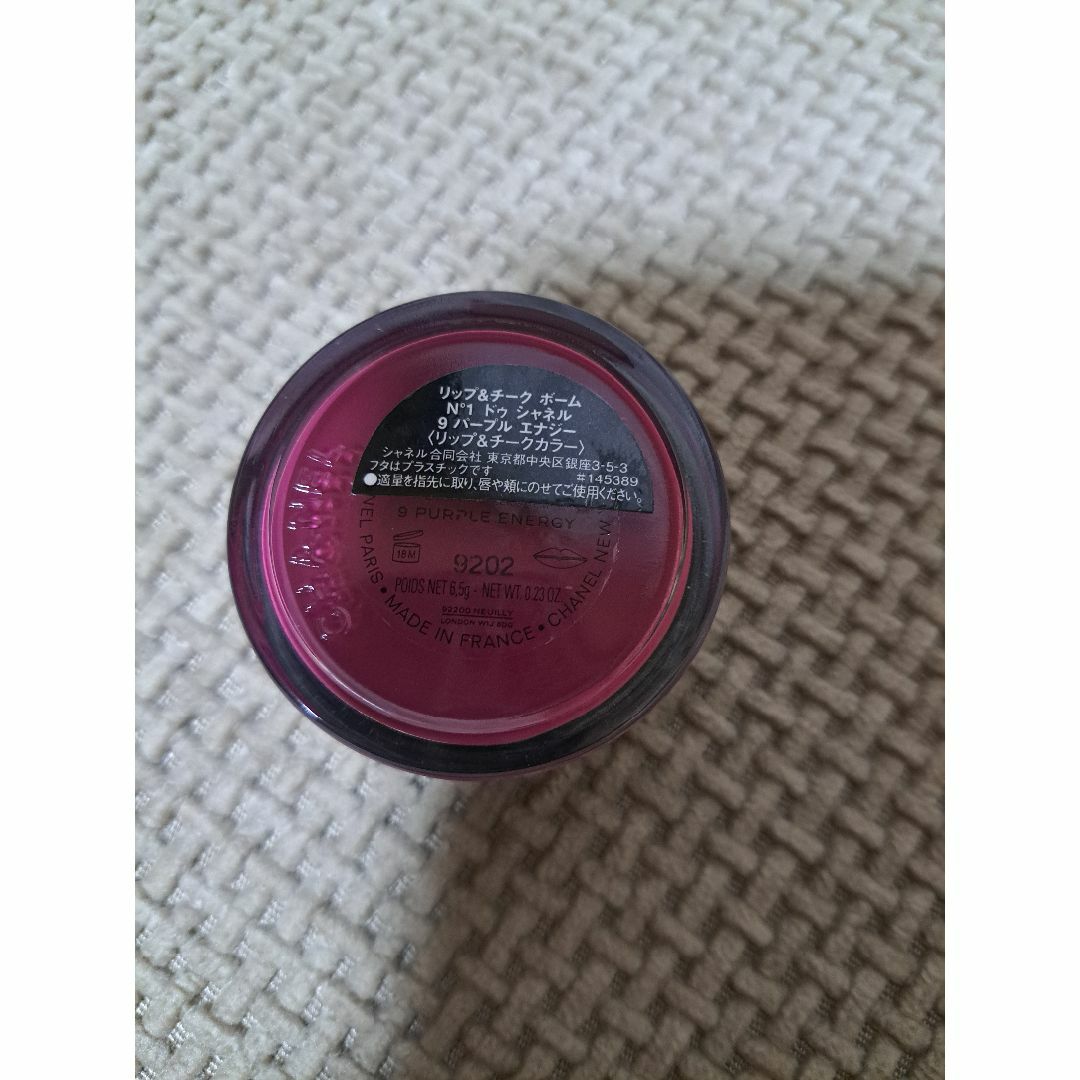 リップ&チーク ボーム
N°1 ドゥ シャネル
9 パープル エナジー
〈リップ&チークカラー〉
シャネル合同会社 東京都中央区銀座3-5-3
フタはプラスチックです #145389
●適量を指先に取り、唇や頬にのせてご使用ください。
9 PURPLE ENERGY
18M
9202
POIDS NET 6,5g - NET WT. 0.23 OZ.
92200 NEUILLY
LONDON W1J 6DG
NEL PARIS • MADE IN FRANCE • CHANEL NEW